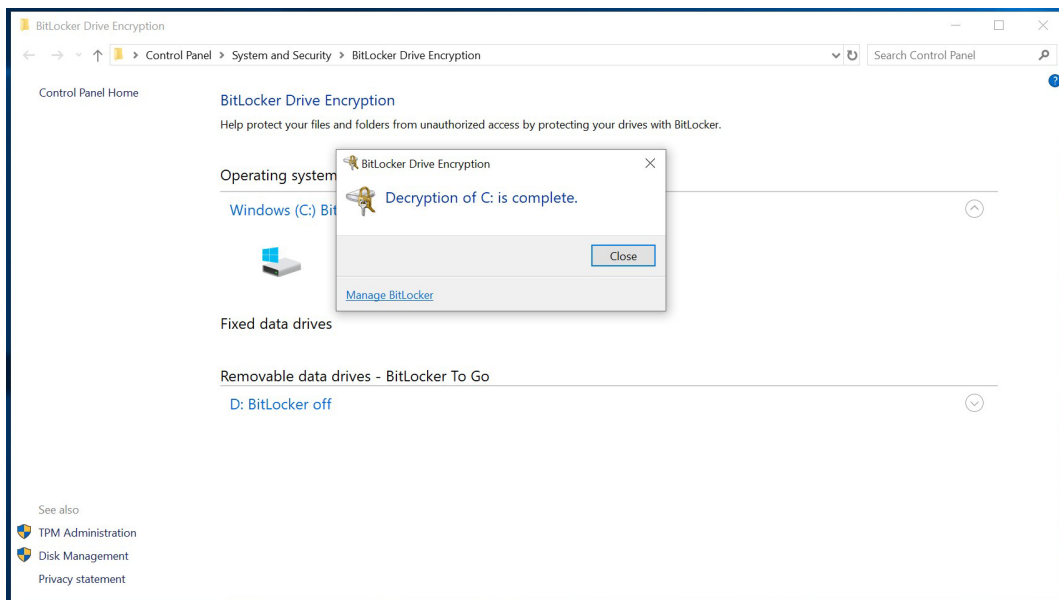 BitLocker Drive Encryption
Control Panel > System and Security > BitLocker Drive Encryption
Search Control Panel
?
Control Panel Home
BitLocker Drive Encryption
Help protect your files and folders from unauthorized access by protecting your drives with BitLocker.
Operating system
Windows (C:) Bit
BitLocker Drive Encryption
Decryption of C: is complete.
Close
Manage BitLocker
Fixed data drives
Removable data drives - BitLocker To Go
D: BitLocker off
See also
TPM Administration
Disk Management
Privacy statement